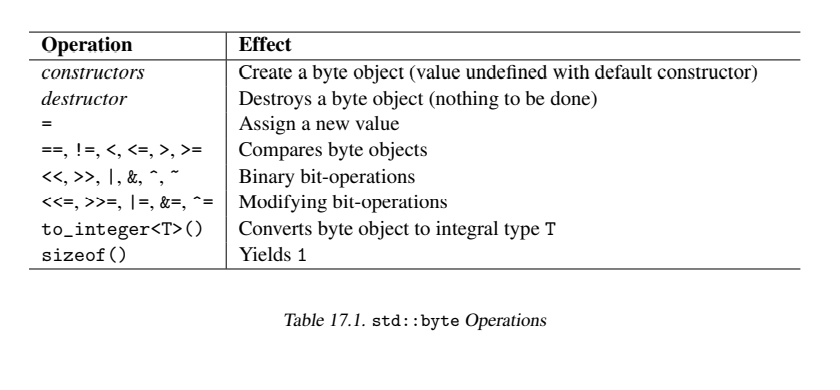 Operation Effect
constructors Create a byte object (value undefined with default constructor)
destructor Destroys a byte object (nothing to be done)
= Assign a new value
==, !=, <, <=, >, >= Compares byte objects
<<, >>, |, &, ^, ~ Binary bit-operations
<<=, >>=, |=, &=, ^= Modifying bit-operations
to_integer<T>() Converts byte object to integral type T
sizeof() Yields 1
Table 17.1. std::byte Operations